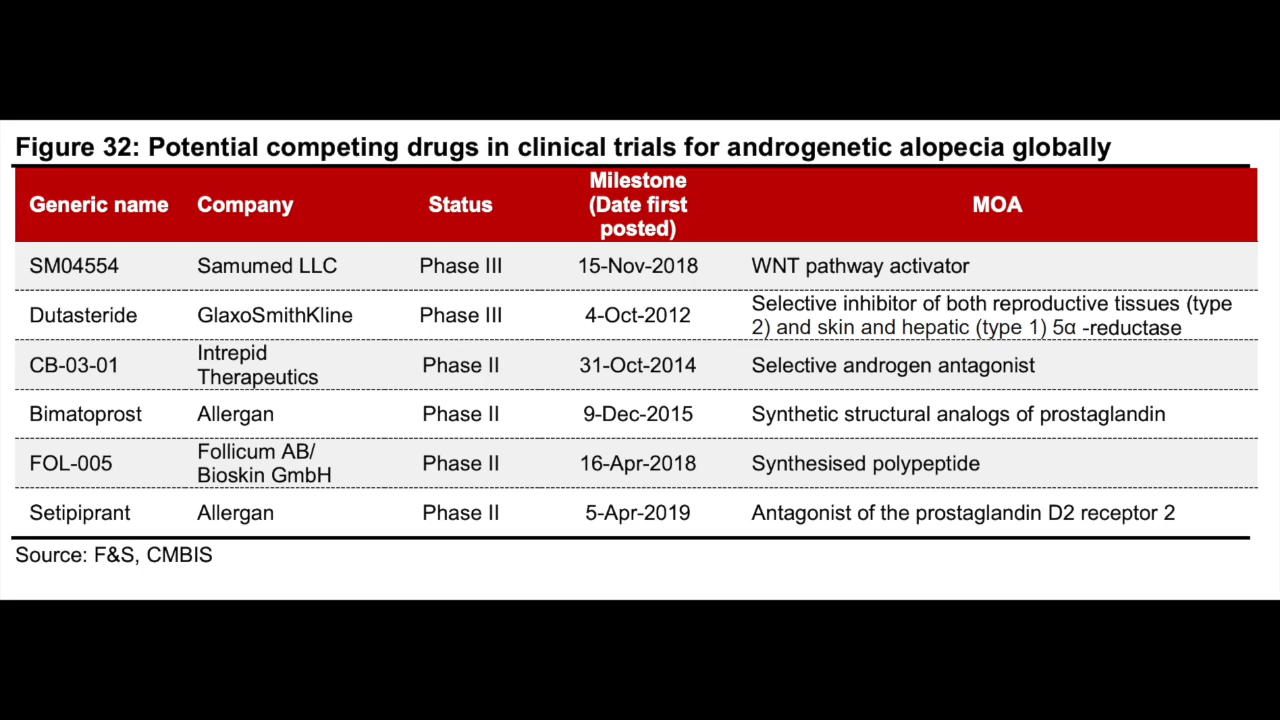 Figure 32: Potential competing drugs in clinical trials for androgenetic alopecia globally
Generic name Company Status Milestone (Date first posted) MOA
SM04554 Samumed LLC Phase III 15-Nov-2018 WNT pathway activator
Dutasteride GlaxoSmithKline Phase III 4-Oct-2012 Selective inhibitor of both reproductive tissues (type 2) and skin and hepatic (type 1) 5α -reductase
CB-03-01 Intrepid Therapeutics Phase II 31-Oct-2014 Selective androgen antagonist
Bimatoprost Allergan Phase II 9-Dec-2015 Synthetic structural analogs of prostaglandin
FOL-005 Follicum AB/ Bioskin GmbH Phase II 16-Apr-2018 Synthesised polypeptide
Setipiprant Allergan Phase II 5-Apr-2019 Antagonist of the prostaglandin D2 receptor 2
Source: F&S, CMBIS